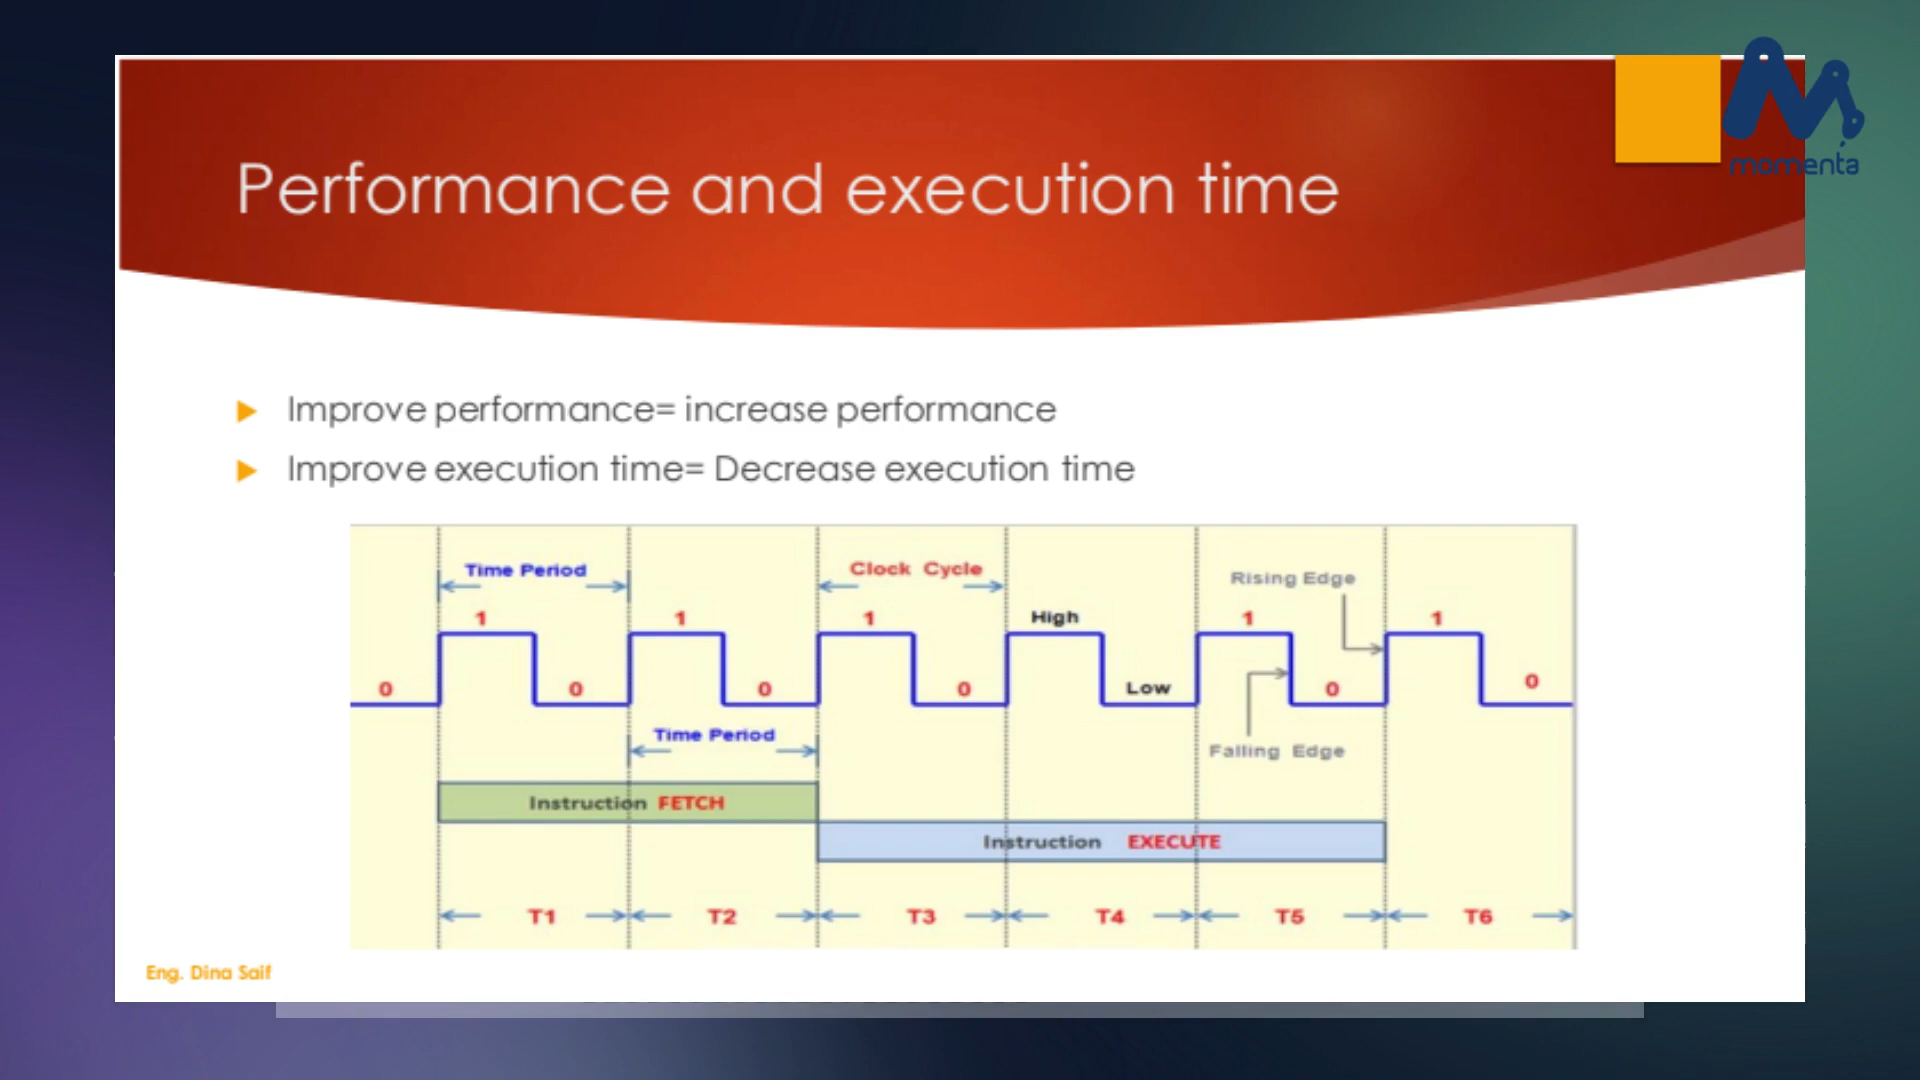 momenta
Performance and execution time
Improve performance= increase performance
Improve execution time= Decrease execution time
Time Period
Clock Cycle
Rising Edge
1 1 1 High 1 1
0 0 0 0 Low 0 0
Time Period
Falling Edge
Instruction FETCH
Instruction EXECUTE
T1 T2 T3 T4 T5 T6
Eng. Dina Saif